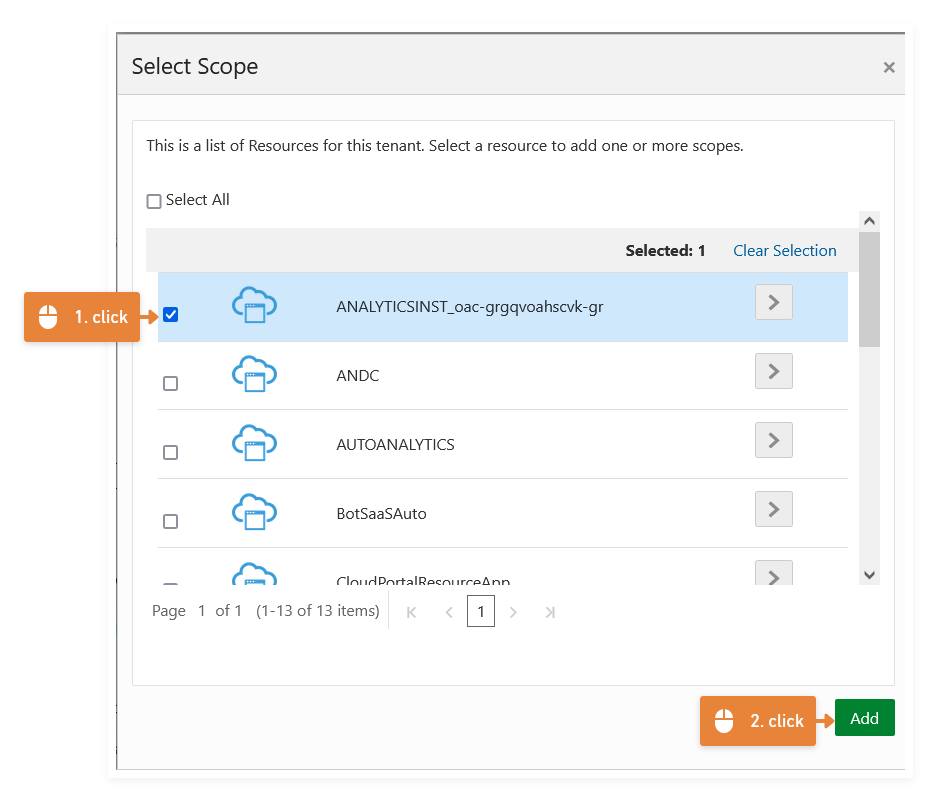 Select Scope ×
This is a list of Resources for this tenant. Select a resource to add one or more scopes.
Select All
Selected: 1 Clear Selection
1. click
ANALYTICSINST_oac-grgqvoahscvk-gr
ANDC
AUTOANALYTICS
BotSaaSAuto
CloudPortalResourceApp
Page 1 of 1 (1-13 of 13 items) 1
2. click
Add